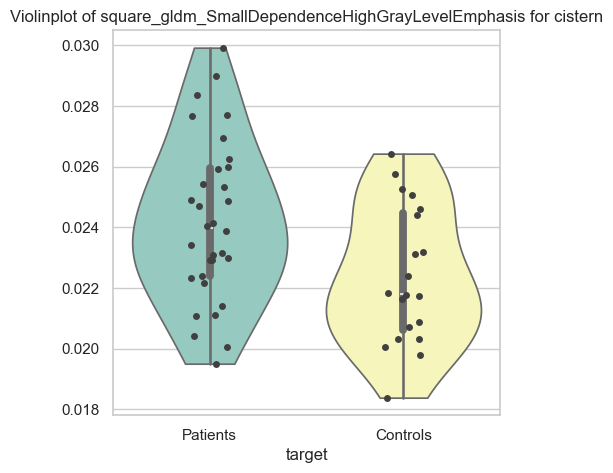 Violinplot of square_gldm_SmallDependenceHighGrayLevelEmphasis for cistern
0.030
0.028
0.026
0.024
0.022
0.020
0.018
Patients Controls
target